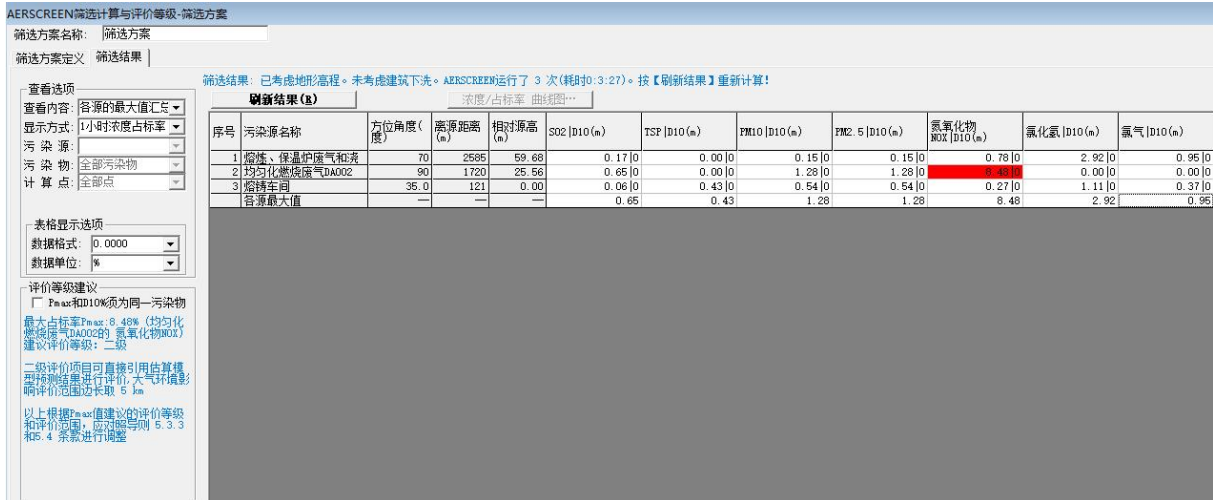 AERSCREEN筛选计算与评价等级-筛选方案
筛选方案名称: 筛选方案
筛选方案定义 筛选结果
筛选结果: 已考虑地形高程。未考虑建筑下洗。AERSCREEN运行了 3 次(耗时0:3:27)。按【刷新结果】重新计算!
查看选项
查看内容: 各源的最大值汇总
显示方式: 1小时浓度占标率
污 染 源:
污 染 物: 全部污染物
计 算 点: 全部点
表格显示选项
数据格式: 0.0000
数据单位: %
评价等级建议
Pmax和D10%须为同一污染物
最大占标率Pmax:8.48% (均匀化
燃烧废气DA002的 氮氧化物NOX)
建议评价等级: 二级
二级评价项目可直接引用估算模
型预测结果进行评价,大气环境影
响评价范围边长取 5 km
以上根据Pmax值建议的评价等级
和评价范围, 应对照导则 5.3.3
和5.4 条款进行调整
刷新结果(R) 浓度/占标率 曲线图…
序号 污染源名称 方位角度(度) 离源距离(m) 相对源高(m) SO2|D10(m) TSP|D10(m) PM10|D10(m) PM2.5|D10(m) 氮氧化物NOX|D10(m) 氯化氢|D10(m) 氯气|D10(m)
1 熔炼、保温炉废气和浇 70 2585 59.68 0.17|0 0.00|0 0.15|0 0.15|0 0.78|0 2.92|0 0.95|0
2 均匀化燃烧废气DA002 90 1720 25.56 0.65|0 0.00|0 1.28|0 1.28|0 8.48|0 0.00|0 0.00|0
3 熔铸车间 35.0 121 0.00 0.06|0 0.43|0 0.54|0 0.54|0 0.27|0 1.11|0 0.37|0
各源最大值 — — — 0.65 0.43 1.28 1.28 8.48 2.92 0.95